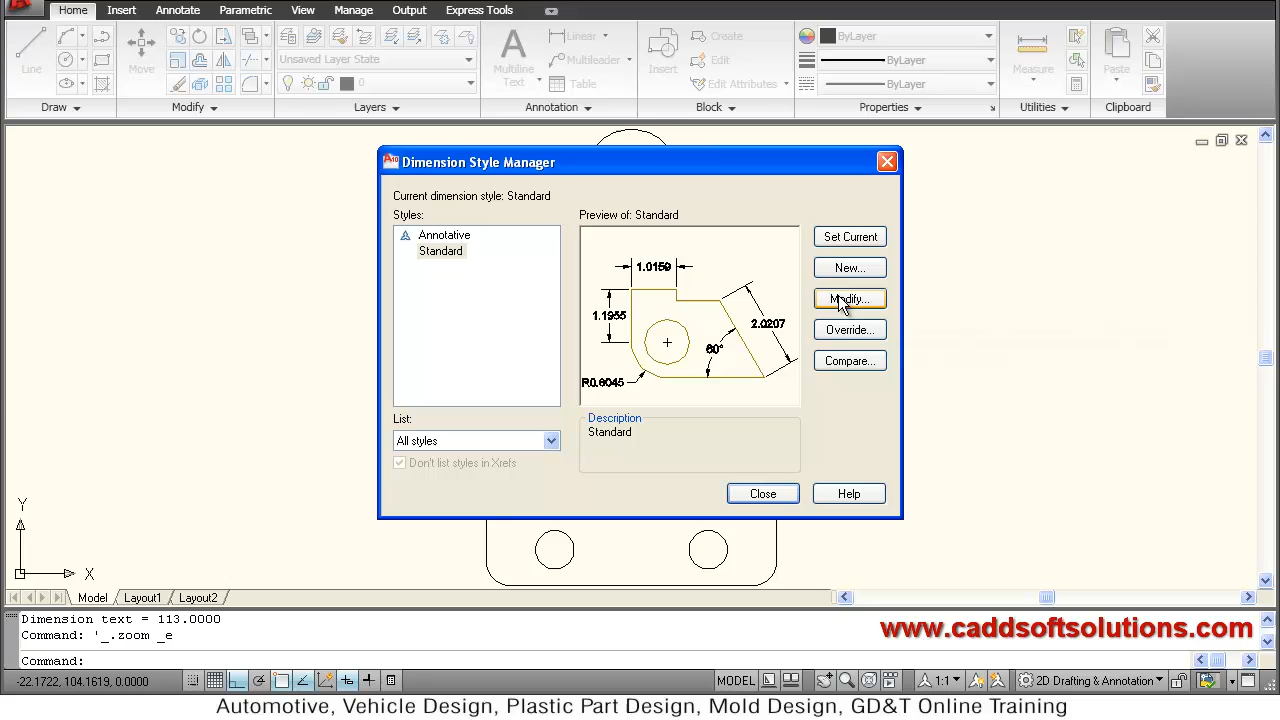 Home Insert Annotate Parametric View Manage Output Express Tools
Line
Move
Unsaved Layer State
0
Multiline Text
Linear
Multileader
Table
Insert
Create
Edit
Edit Attributes
ByLayer
ByLayer
ByLayer
Measure
Paste
Draw Modify Layers Annotation Block Properties Utilities Clipboard
Dimension Style Manager
Current dimension style: Standard
Styles:
Annotative
Standard
Preview of: Standard
1.0159
1.1955
2.0207
60°
R0.8045
Set Current
New...
Modify...
Override...
Compare...
List:
All styles
Don't list styles in Xrefs
Description
Standard
Close
Help
Y
X
Model Layout1 Layout2
Dimension text = 113.0000
Command: '_.zoom _e
Command:
www.caddsoftsolutions.com
-22.1722, 104.1619, 0.0000
MODEL
1:1
2D Drafting & Annotation
Automotive, Vehicle Design, Plastic Part Design, Mold Design, GD&T Online Training